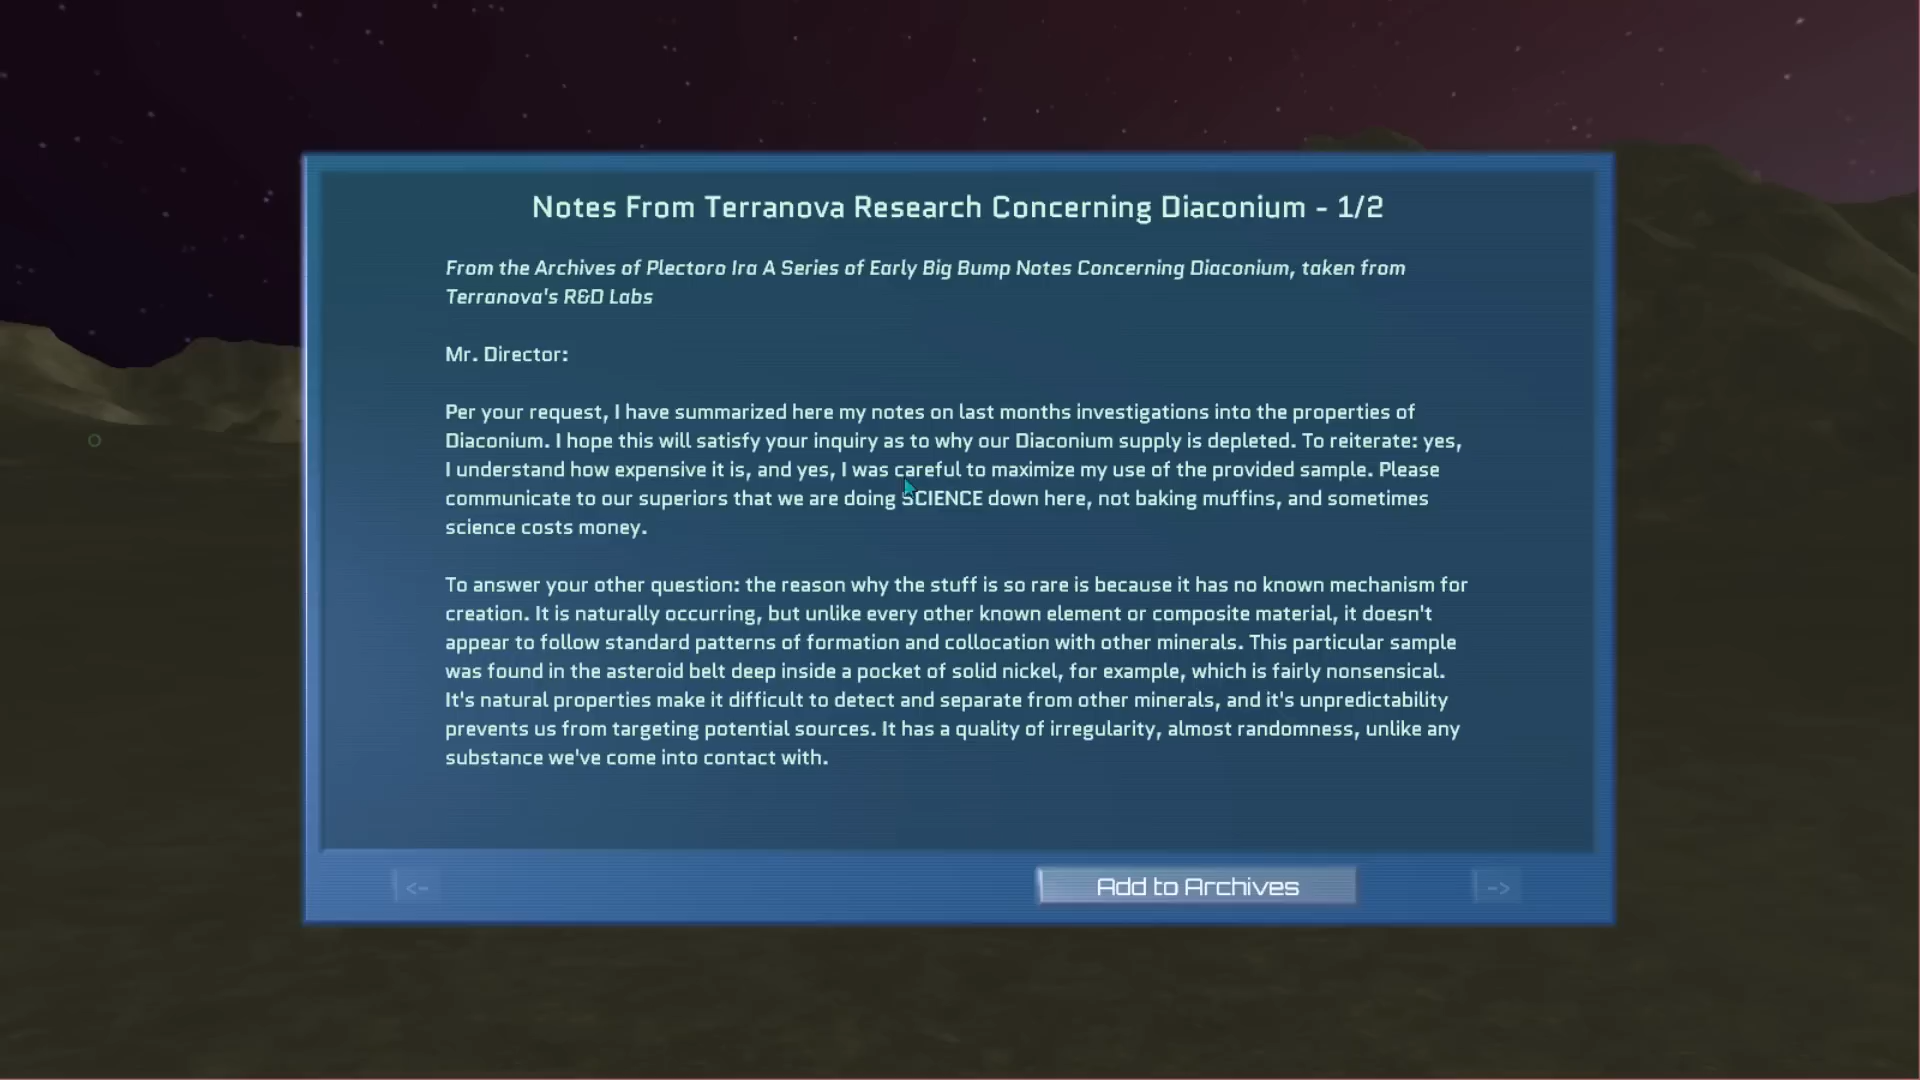 Notes From Terranova Research Concerning Diaconium - 1/2
From the Archives of Plectoro Ira A Series of Early Big Bump Notes Concerning Diaconium, taken from
Terranova's R&D Labs
Mr. Director:
Per your request, I have summarized here my notes on last months investigations into the properties of
Diaconium. I hope this will satisfy your inquiry as to why our Diaconium supply is depleted. To reiterate: yes,
I understand how expensive it is, and yes, I was careful to maximize my use of the provided sample. Please
communicate to our superiors that we are doing SCIENCE down here, not baking muffins, and sometimes
science costs money.
To answer your other question: the reason why the stuff is so rare is because it has no known mechanism for
creation. It is naturally occurring, but unlike every other known element or composite material, it doesn't
appear to follow standard patterns of formation and collocation with other minerals. This particular sample
was found in the asteroid belt deep inside a pocket of solid nickel, for example, which is fairly nonsensical.
It's natural properties make it difficult to detect and separate from other minerals, and it's unpredictability
prevents us from targeting potential sources. It has a quality of irregularity, almost randomness, unlike any
substance we've come into contact with.
<- Add to Archives ->